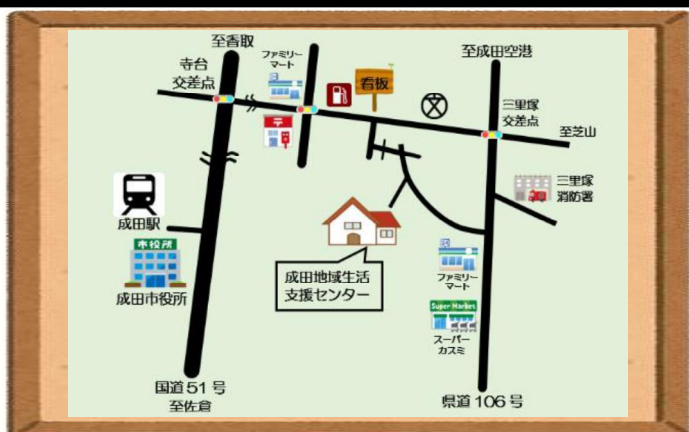 至香取
寺台
交差点
ファミリー
マート
看板
至成田空港
三里塚
交差点
至芝山
三里塚
消防署
成田駅
市役所
成田市役所
成田地域生活
支援センター
ファミリー
マート
Super Market
スーパー
カスミ
国道51号
至佐倉
県道106号